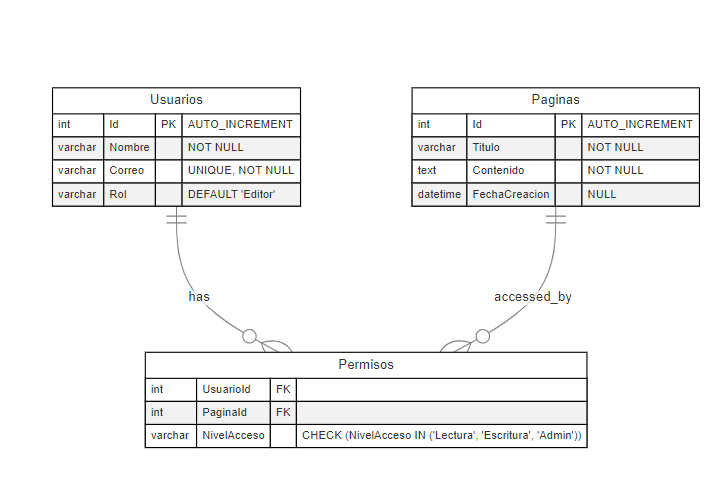 Usuarios
int Id PK AUTO_INCREMENT
varchar Nombre NOT NULL
varchar Correo UNIQUE, NOT NULL
varchar Rol DEFAULT 'Editor'
Paginas
int Id PK AUTO_INCREMENT
varchar Titulo NOT NULL
text Contenido NOT NULL
datetime FechaCreacion NULL
has
accessed_by
Permisos
int UsuarioId FK
int PaginaId FK
varchar NivelAcceso CHECK (NivelAcceso IN ('Lectura', 'Escritura', 'Admin'))